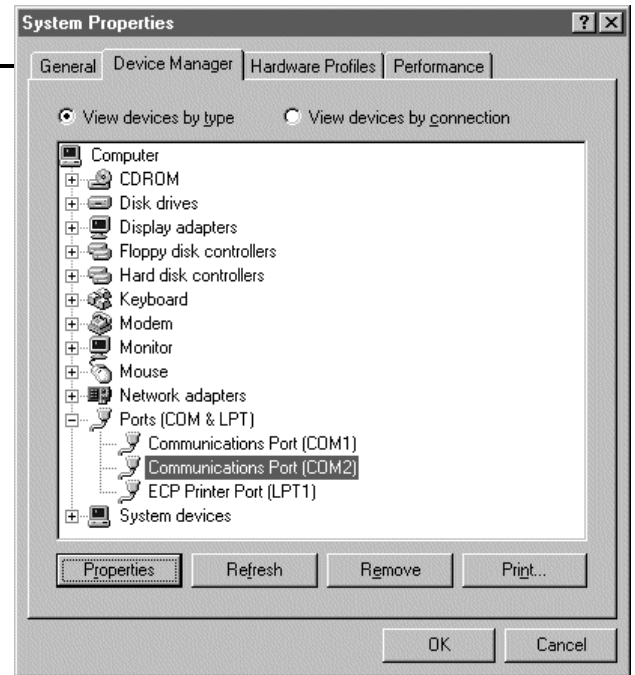 System Properties
General Device Manager Hardware Profiles Performance
View devices by type View devices by connection
Computer
CDROM
Disk drives
Display adapters
Floppy disk controllers
Hard disk controllers
Keyboard
Modem
Monitor
Mouse
Network adapters
Ports (COM & LPT)
Communications Port (COM1)
Communications Port (COM2)
ECP Printer Port (LPT1)
System devices
Properties Refresh Remove Print...
OK Cancel